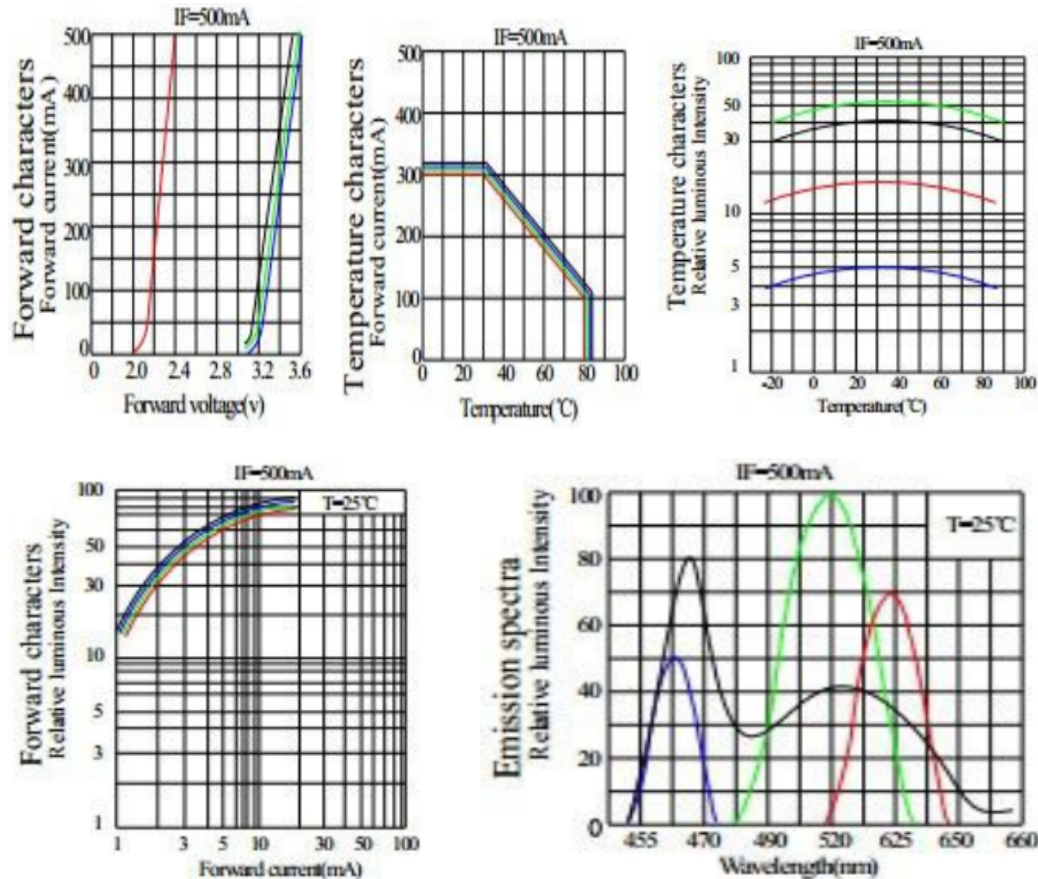 IF=500mA
Forward characters
Forward current(mA)
500
400
300
200
100
0
0 2.0 2.4 3.2 3.6
Forward voltage(v)
IF=500mA
Temperature characters
Forward current(mA)
500
400
300
200
100
0
0 20 40 60 80 100
Temperature(℃)
IF=500mA
Temperature characters
Relative luminous Intensity
100
50
30
10
5
3
1
-20 0 20 40 60 80 100
Temperature(℃)
IF=500mA
T=25℃
Forward characters
Relative luminous Intensity
100
50
30
10
5
3
1
1 3 5 10 30 50 100
Forward current(mA)
IF=500mA
T=25℃
Emission spectra
Relative luminous Intensity
100
80
60
40
20
0
455 470 490 520 625 650 660
Wavelength(nm)